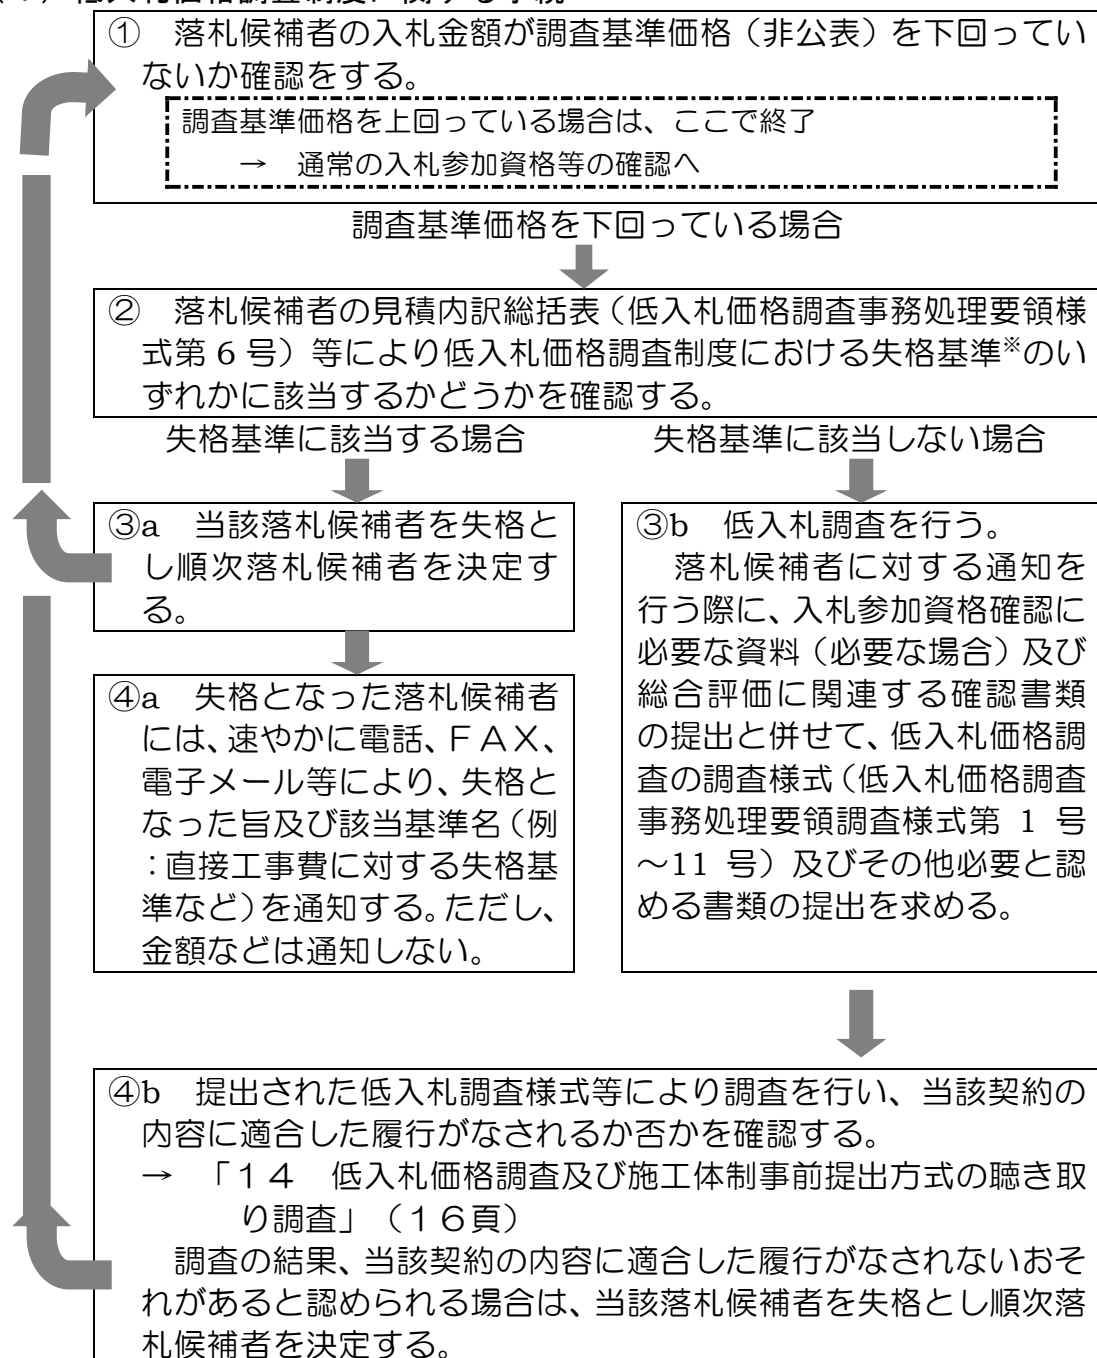 ① 落札候補者の入札金額が調査基準価格（非公表）を下回ってい
ないか確認をする。
調査基準価格を上回っている場合は、ここで終了
→ 通常の入札参加資格等の確認へ
調査基準価格を下回っている場合
② 落札候補者の見積内訳総括表（低入札価格調査事務処理要領様
式第 6 号）等により低入札価格調査制度における失格基準※のい
ずれかに該当するかどうかを確認する。
失格基準に該当する場合
失格基準に該当しない場合
③a 当該落札候補者を失格と
し順次落札候補者を決定す
る。
④a 失格となった落札候補者
には、速やかに電話、ＦＡＸ、
電子メール等により、失格と
なった旨及び該当基準名（例
：直接工事費に対する失格基
準など）を通知する。ただし、
金額などは通知しない。
③b 低入札調査を行う。
落札候補者に対する通知を
行う際に、入札参加資格確認に
必要な資料（必要な場合）及び
総合評価に関連する確認書類
の提出と併せて、低入札価格調
査の調査様式（低入札価格調査
事務処理要領調査様式第 1 号
～11 号）及びその他必要と認
める書類の提出を求める。
④b 提出された低入札調査様式等により調査を行い、当該契約の
内容に適合した履行がなされるか否かを確認する。
→ 「１４ 低入札価格調査及び施工体制事前提出方式の聴き取
り調査」（１６頁）
調査の結果、当該契約の内容に適合した履行がなされないおそ
れがあると認められる場合は、当該落札候補者を失格とし順次落
札候補者を決定する。